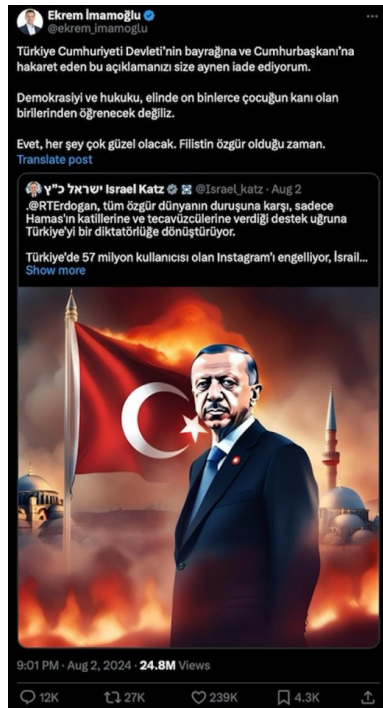 Ekrem İmamoğlu
@ekrem_imamoglu
Türkiye Cumhuriyeti Devleti'nin bayrağına ve Cumhurbaşkanı'na
hakaret eden bu açıklamanızı size aynen iade ediyorum.
Demokrasiyi ve hukuku, elinde on binlerce çocuğun kanı olan
birilerinden öğrenecek değiliz.
Evet, her şey çok güzel olacak. Filistin özgür olduğu zaman.
Translate post
ישראל כ”ץ Israel Katz @Israel_katz · Aug 2
.@RTErdogan, tüm özgür dünyanın duruşuna karşı, sadece
Hamas'ın katillerine ve tecavüzcülerine verdiği destek uğruna
Türkiye'yi bir diktatörlüğe dönüştürüyor.
Türkiye'de 57 milyon kullanıcısı olan Instagram'ı engelliyor, İsrail...
Show more
9:01 PM · Aug 2, 2024 · 24.8M Views
12K 27K 239K 4.3K